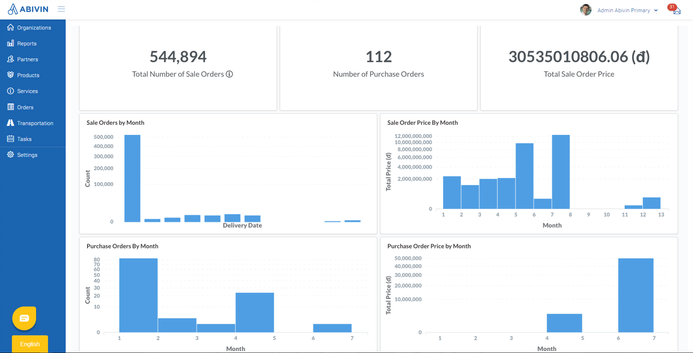 ABIVIN
Admin Abivin Primary
31
Organizations
Reports
Partners
Products
Services
Orders
Transportation
Tasks
Settings
English
544,894
Total Number of Sale Orders
112
Number of Purchase Orders
30535010806.06 (đ)
Total Sale Order Price
Sale Orders by Month
500,000
400,000
300,000
200,000
100,000
0
Count
Delivery Date
Sale Order Price By Month
12,000,000,000
10,000,000,000
8,000,000,000
6,000,000,000
4,000,000,000
2,000,000,000
0
Total Price (đ)
1 2 3 4 5 6 7 8 9 10 11 12 13
Month
Purchase Orders By Month
80
70
60
50
40
30
20
10
0
Count
1 2 3 4 5 6 7
Month
Purchase Order Price by Month
50,000,000
40,000,000
30,000,000
20,000,000
10,000,000
0
Total Price (đ)
1 2 3 4 5 6 7
Month